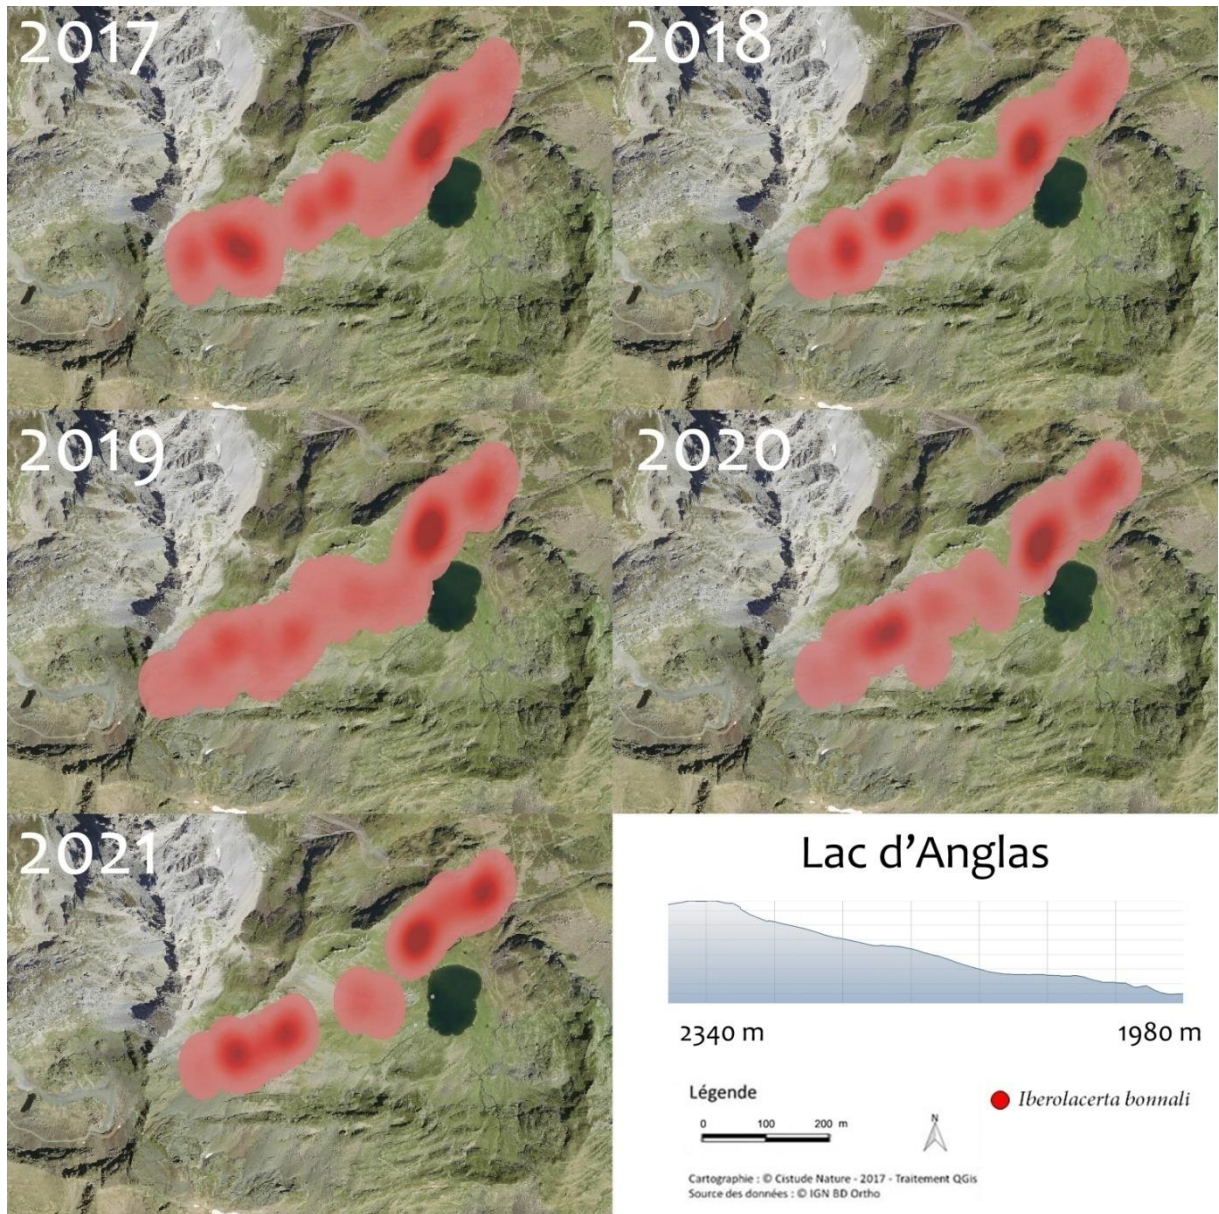 2017
2018
2019
2020
2021
Lac d'Anglas
2340 m
1980 m
Légende
0 100 200 m
N
Iberolacerta bonnali
Cartographie : © Cistude Nature - 2017 - Traitement QGis
Source des données : © IGN BD Ortho